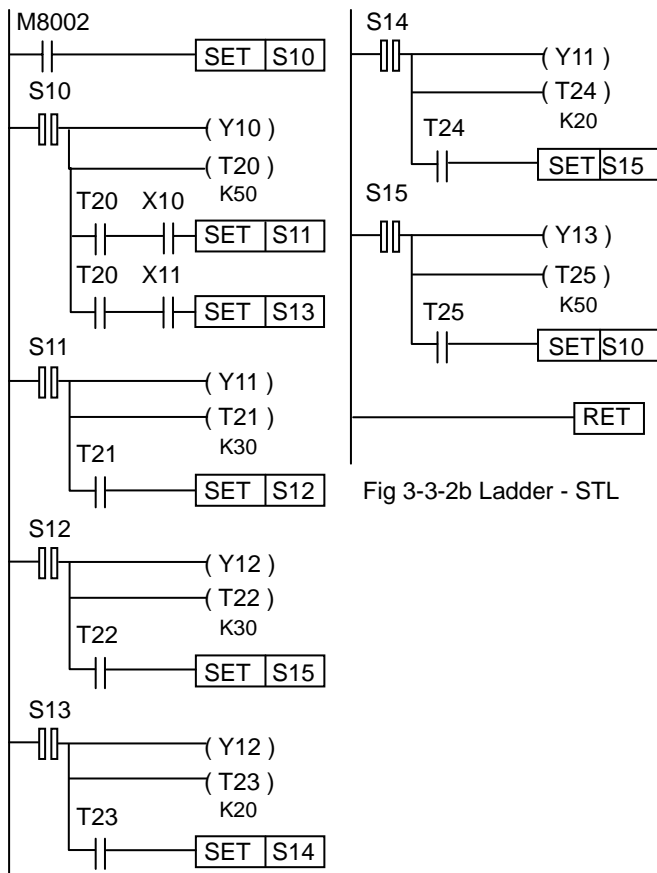 M8002
SET S10
S10
( Y10 )
( T20 )
K50
T20 X10
SET S11
T20 X11
SET S13
S11
( Y11 )
( T21 )
K30
T21
SET S12
S12
( Y12 )
( T22 )
K30
T22
SET S15
S13
( Y12 )
( T23 )
K20
T23
SET S14
S14
( Y11 )
( T24 )
K20
T24
SET S15
S15
( Y13 )
( T25 )
K50
T25
SET S10
RET
Fig 3-3-2b Ladder - STL